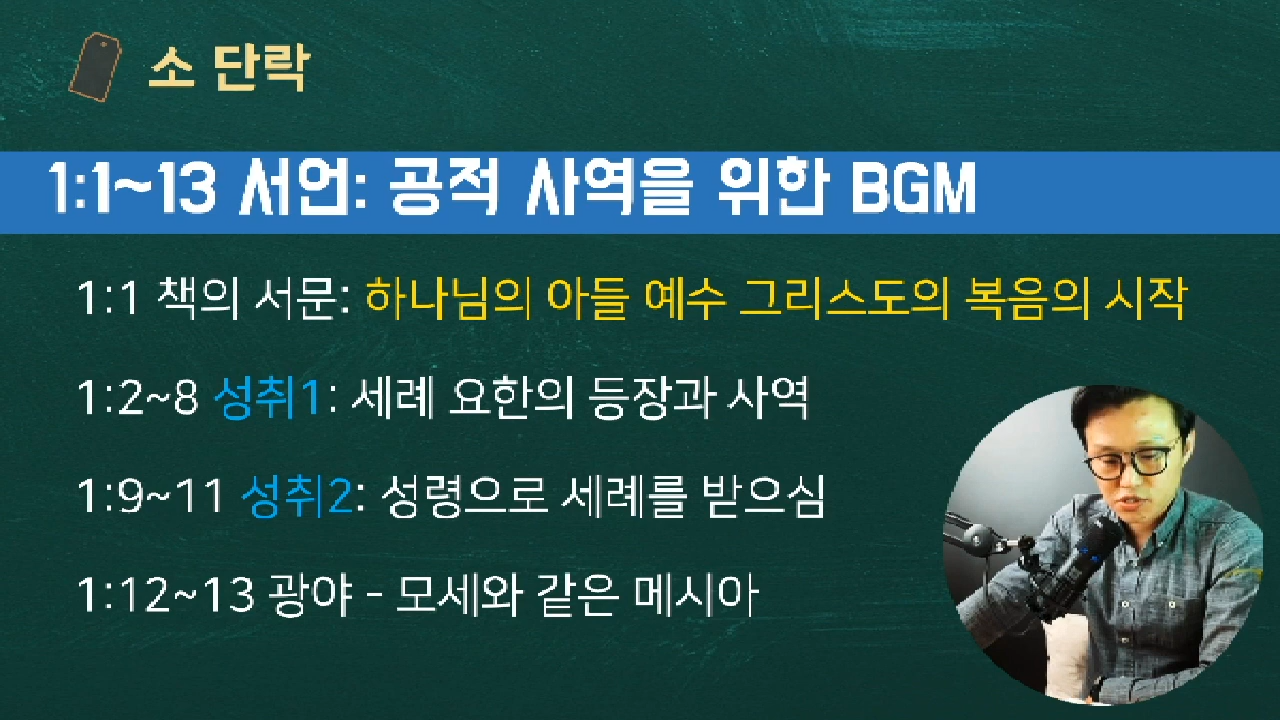 소 단락
1:1~13 서언: 공적 사역을 위한 BGM
1:1 책의 서문: 하나님의 아들 예수 그리스도의 복음의 시작
1:2~8 성취1: 세례 요한의 등장과 사역
1:9~11 성취2: 성령으로 세례를 받으심
1:12~13 광야 - 모세와 같은 메시아